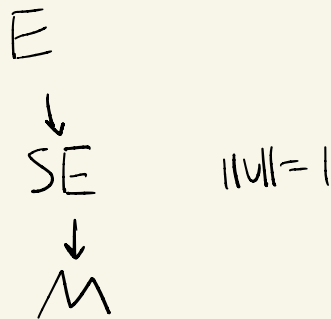 E
↓
SE ||v|| = 1
↓
M